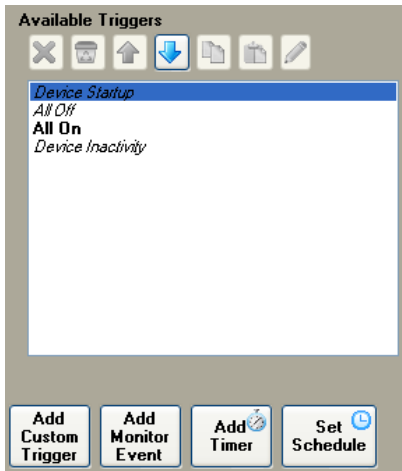 Available Triggers
Device Startup
All Off
All On
Device Inactivity
Add Custom Trigger
Add Monitor Event
Add Timer
Set Schedule